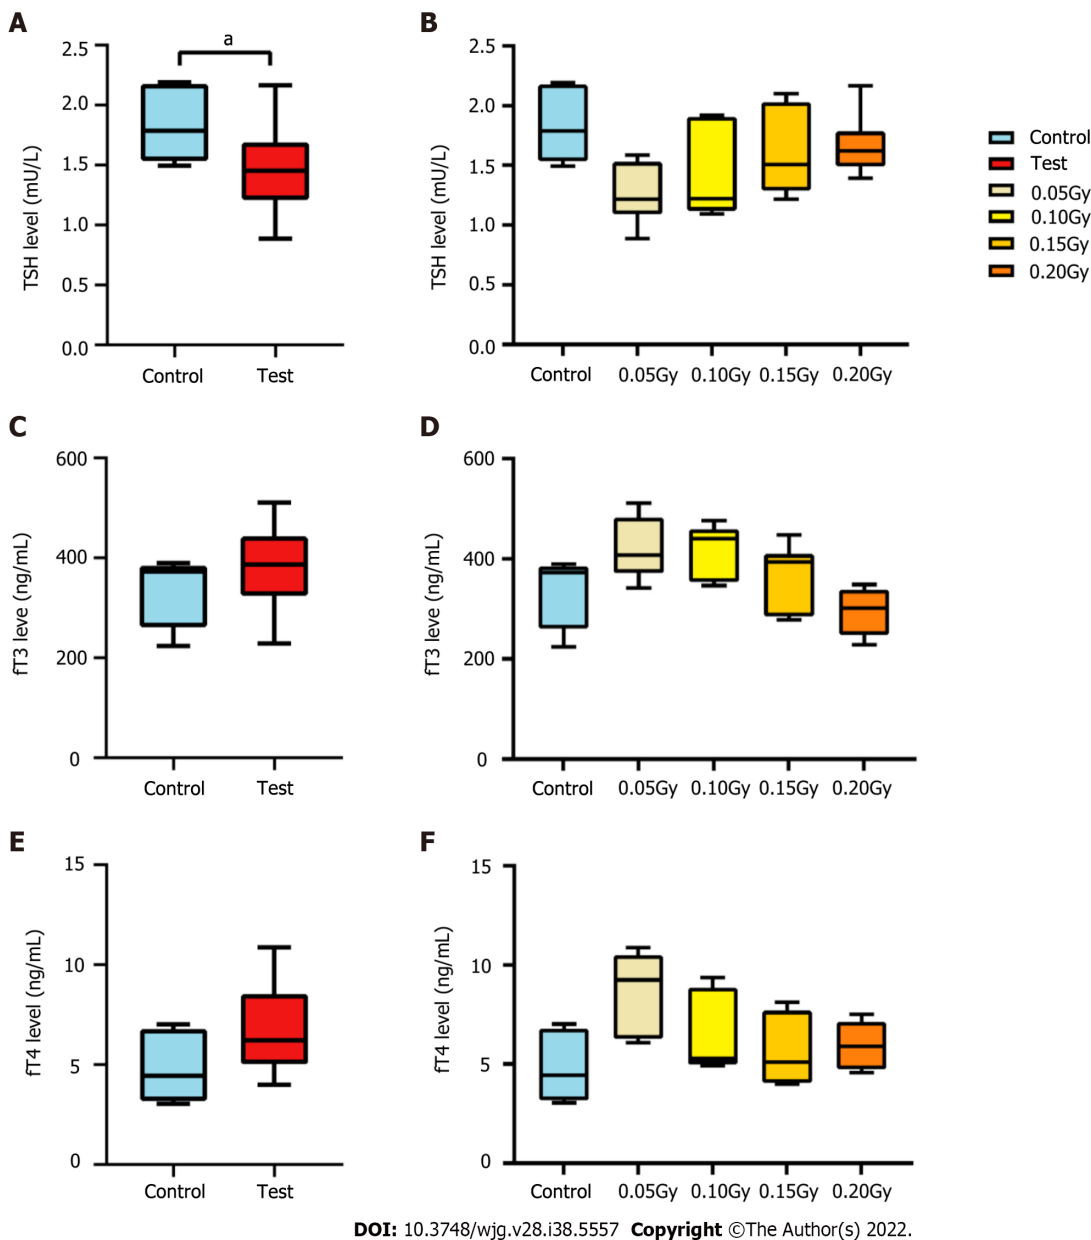 A
2.5
2.0
1.5
1.0
0.5
0.0
TSH level (mU/L)
a
Control Test
B
2.5
2.0
1.5
1.0
0.5
0.0
TSH level (mU/L)
Control 0.05Gy 0.10Gy 0.15Gy 0.20Gy
Control
Test
0.05Gy
0.10Gy
0.15Gy
0.20Gy
C
600
400
200
0
fT3 leve (ng/mL)
Control Test
D
600
400
200
0
fT3 leve (ng/mL)
Control 0.05Gy 0.10Gy 0.15Gy 0.20Gy
E
15
10
5
0
fT4 level (ng/mL)
Control Test
F
15
10
5
0
fT4 level (ng/mL)
Control 0.05Gy 0.10Gy 0.15Gy 0.20Gy
DOI: 10.3748/wjg.v28.i38.5557 Copyright ©The Author(s) 2022.